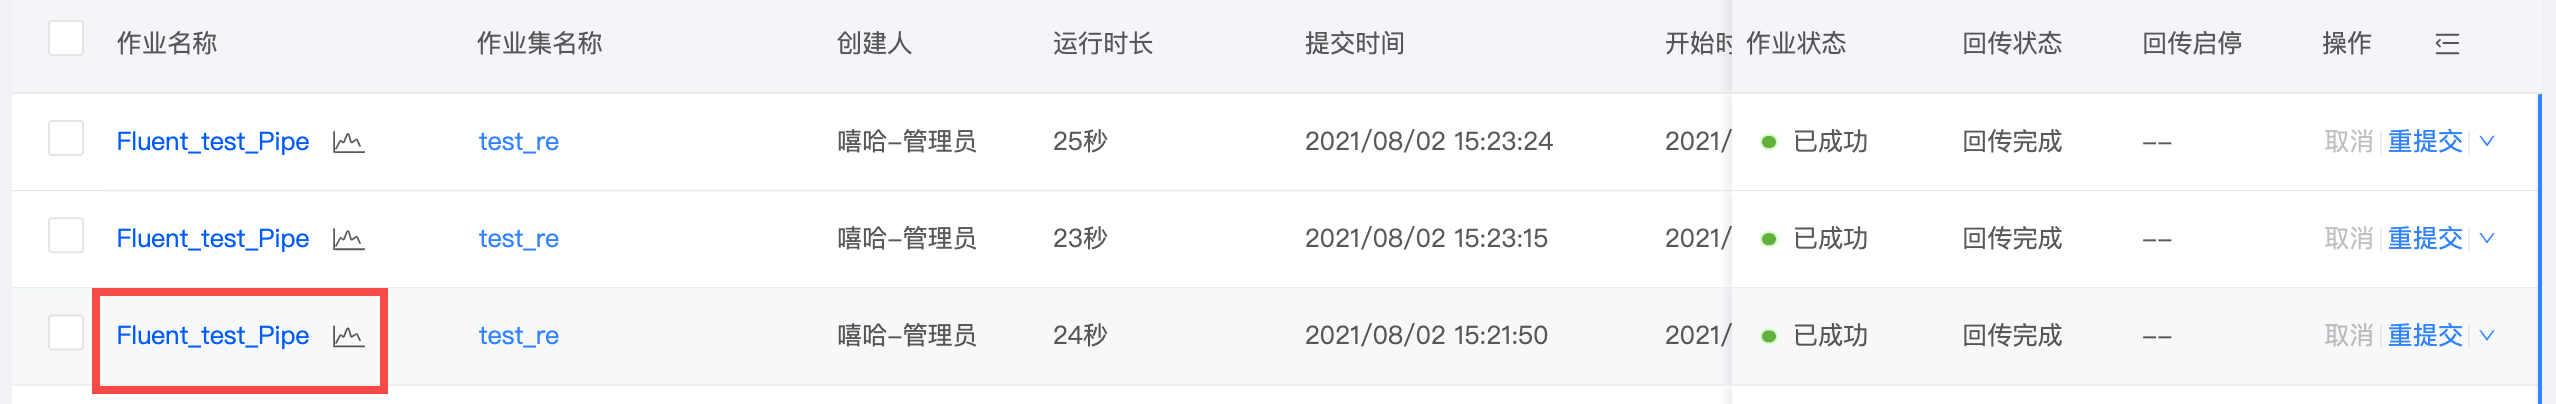 作业名称 作业集名称 创建人 运行时长 提交时间 开始时 作业状态 回传状态 回传启停 操作
Fluent_test_Pipe test_re 嘻哈-管理员 25秒 2021/08/02 15:23:24 2021/ 已成功 回传完成 -- 取消 重提交
Fluent_test_Pipe test_re 嘻哈-管理员 23秒 2021/08/02 15:23:15 2021/ 已成功 回传完成 -- 取消 重提交
Fluent_test_Pipe test_re 嘻哈-管理员 24秒 2021/08/02 15:21:50 2021/ 已成功 回传完成 -- 取消 重提交